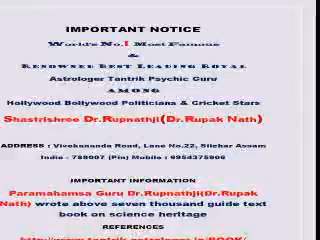 IMPORTANT NOTICE
World's No.1 Most Famous
&
Renowned Best Leading Royal
Astrologer Tantrik Psychic Guru
AMONG
Hollywood Bollywood Politicians & Cricket Stars
Shastrishree Dr.Rupnathji(Dr.Rupak Nath)
ADDRESS : Vivekananda Road, Lane No.22, Silchar Assam
India - 788007 (Pin) Mobile : 9954375906
IMPORTANT INFORMATION
Paramahamsa Guru Dr.Rupnathji(Dr.Rupak
Nath) wrote above seven thousand guide text
book on science heritage
REFERENCES